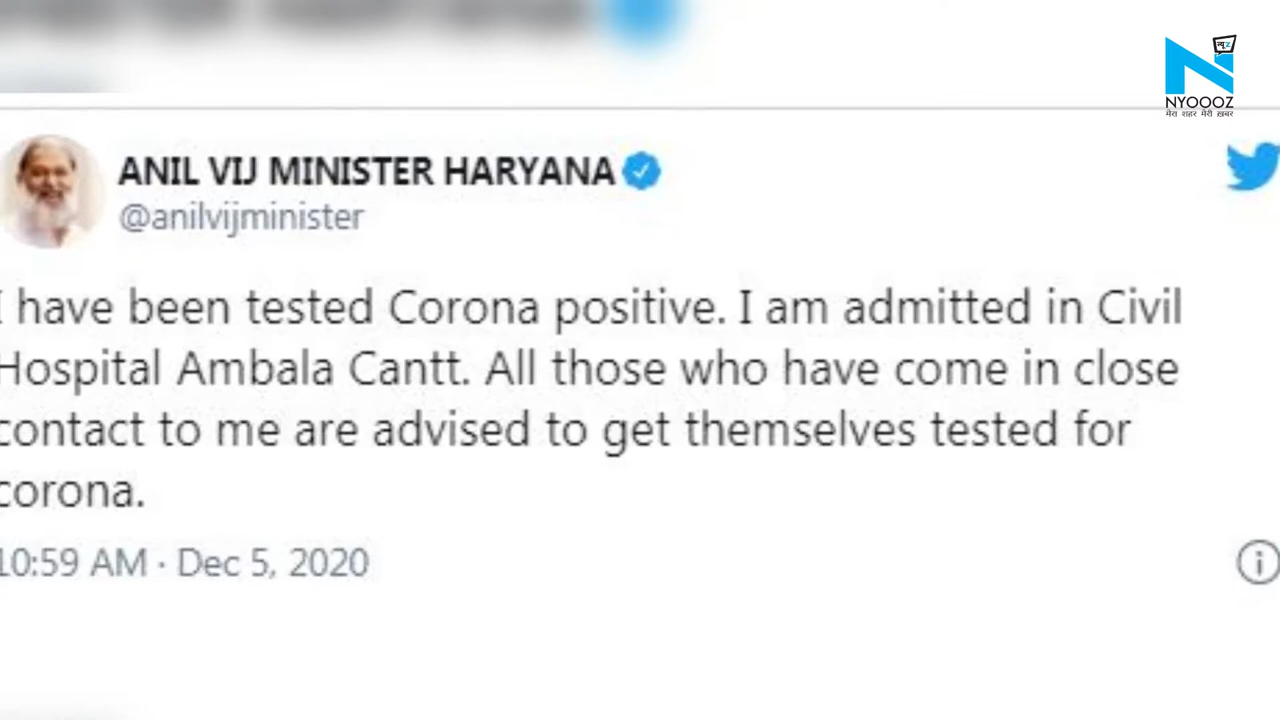 न्यूz
NYOOOZ
मेरा शहर मेरी ख़बर
ANIL VIJ MINISTER HARYANA
@anilvijminister
I have been tested Corona positive. I am admitted in Civil
Hospital Ambala Cantt. All those who have come in close
contact to me are advised to get themselves tested for
corona.
10:59 AM · Dec 5, 2020